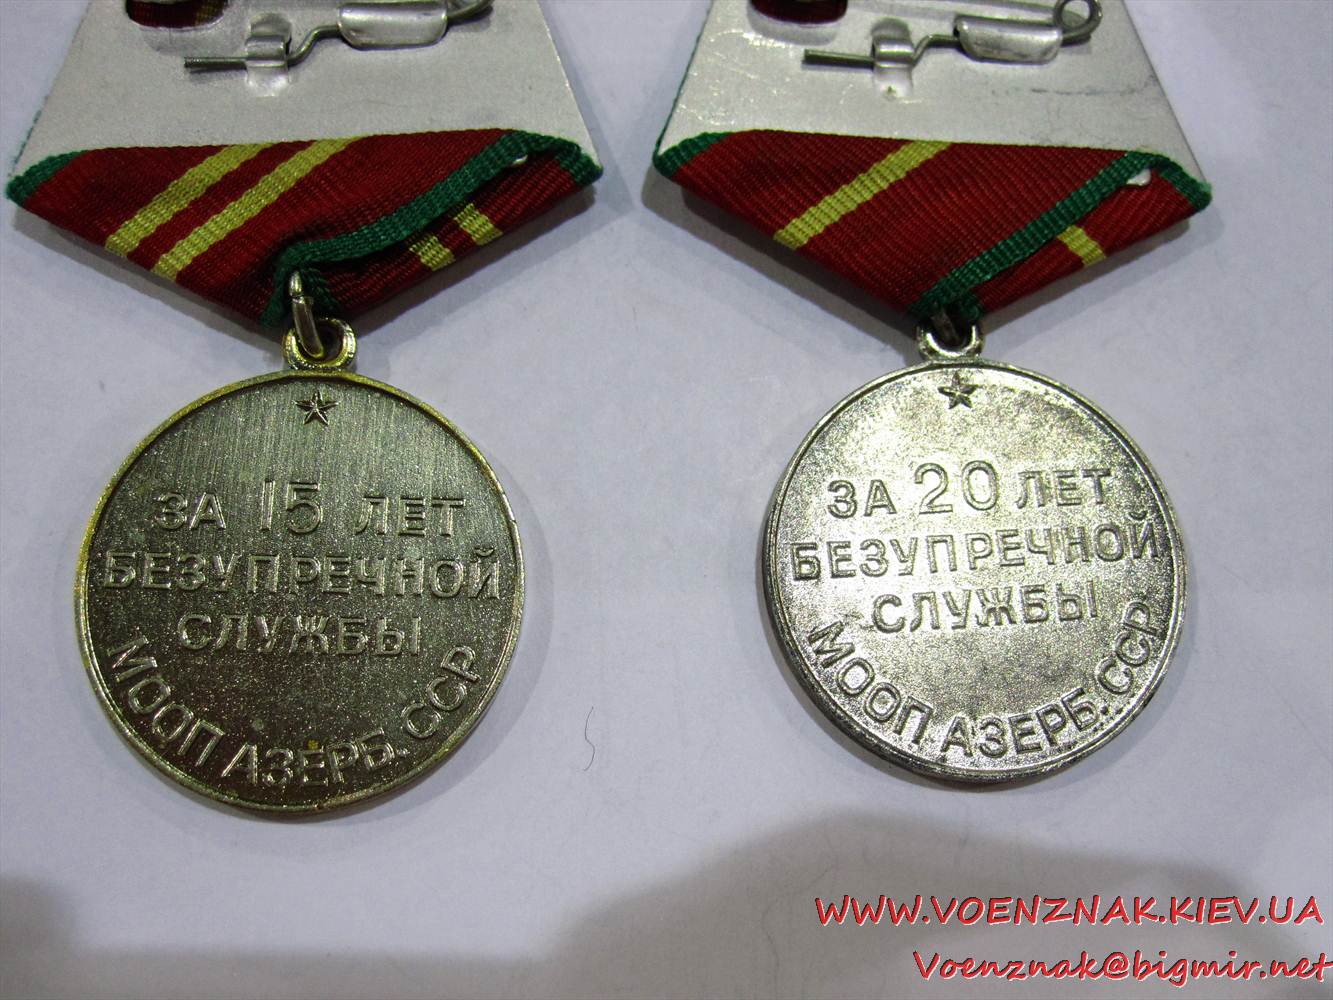 ЗА 15 ЛЕТ
БЕЗУПРЕЧНОЙ
СЛУЖБЫ
МООП АЗЕРБ. ССР
ЗА 20 ЛЕТ
БЕЗУПРЕЧНОЙ
СЛУЖБЫ
МООП АЗЕРБ. ССР
WWW.VOENZNAK.KIEV.UA
Voenznak@bigmir.net